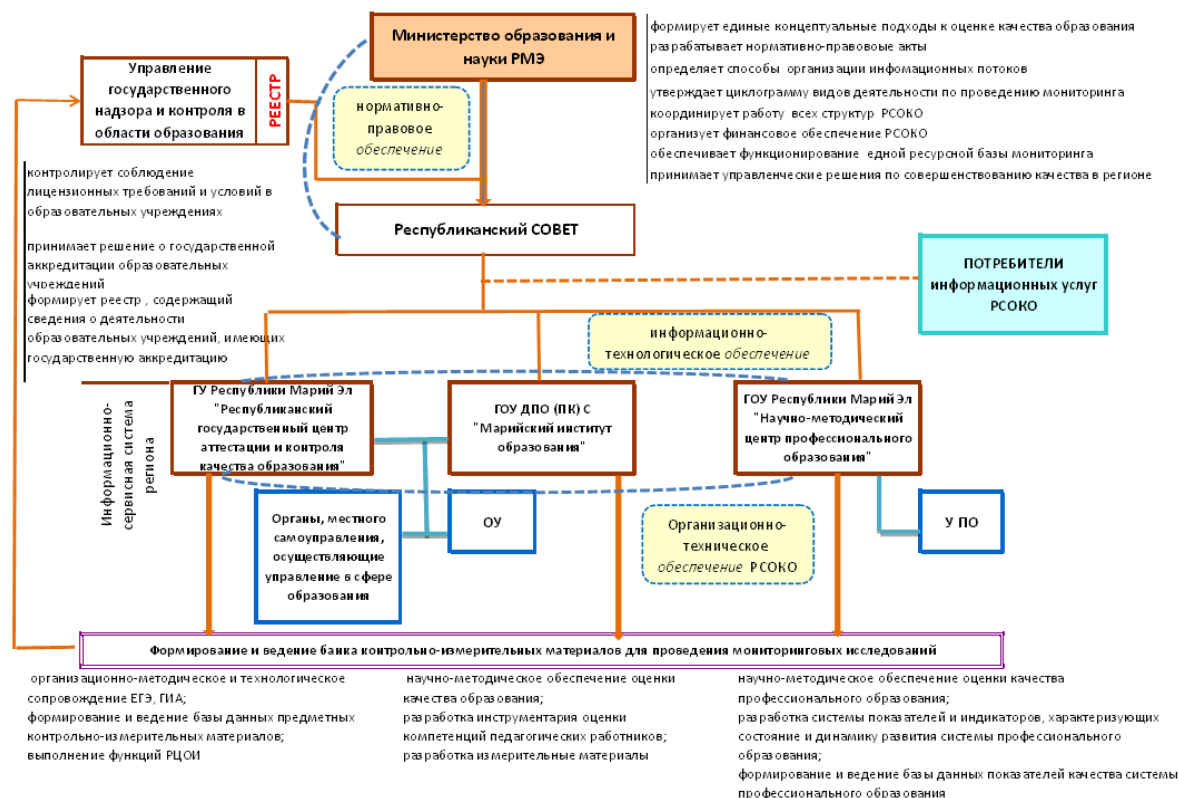 Министерство образования и
науки РМЭ
формирует единые концептуальные подходы к оценке качества образования
разрабатывает нормативно-правовоые акты
определяет способы организации инфомационных потоков
утверждает циклограмму видов деятельности по проведению мониторинга
координирует работу всех структур РСОКО
организует финансовое обеспечение РСОКО
обеспечивает функционирование едной ресурсной базы мониторинга
принимает управленческие решения по совершенствованию качества в регионе
Управление
государственного
надзора и контроля в
области образования
РЕЕСТР
нормативно-
правовое
обеспечение
контролирует соблюдение
лицензионных требований и условий в
образовательных учреждениях
принимает решение о государственной
аккредитации образовательных
учреждений
формирует реестр , содержащий
сведения о деятельности
образовательных учреждений, имеющих
государственную аккредитацию
Республиканский СОВЕТ
ПОТРЕБИТЕЛИ
информационных услуг
РСОКО
информационно-
технологическое обеспечение
Информационно-
сервисная система
региона
ГУ Республики Марий Эл
"Республиканский
государственный центр
аттестации и контроля
качества образования"
ГОУ ДПО (ПК) С
"Марийский институт
образования"
ГОУ Республики Марий Эл
"Научно-методический
центр профессионального
образования"
Органы, местного
самоуправления,
осуществляющие
управление в сфере
образования
ОУ
Организационно-
техническое
обеспечение РСОКО
У ПО
Формирование и ведение банка контрольно-измерительных материалов для проведения мониторинговых исследований
организационно-методическое и технологическое
сопровождение ЕГЭ, ГИА;
формирование и ведение базы данных предметных
контрольно-измерительных материалов;
выполнение функций РЦОИ
научно-методическое обеспечение оценки
качества образования;
разработка инструментария оценки
компетенций педагогических работников;
разработка измерительные материалы
научно-методическое обеспечение оценки качества
профессионального образования;
разработка системы показателей и индикаторов, характеризующих
состояние и динамику развития системы профессионального
образования;
формирование и ведение базы данных показателей качества системы
профессионального образования